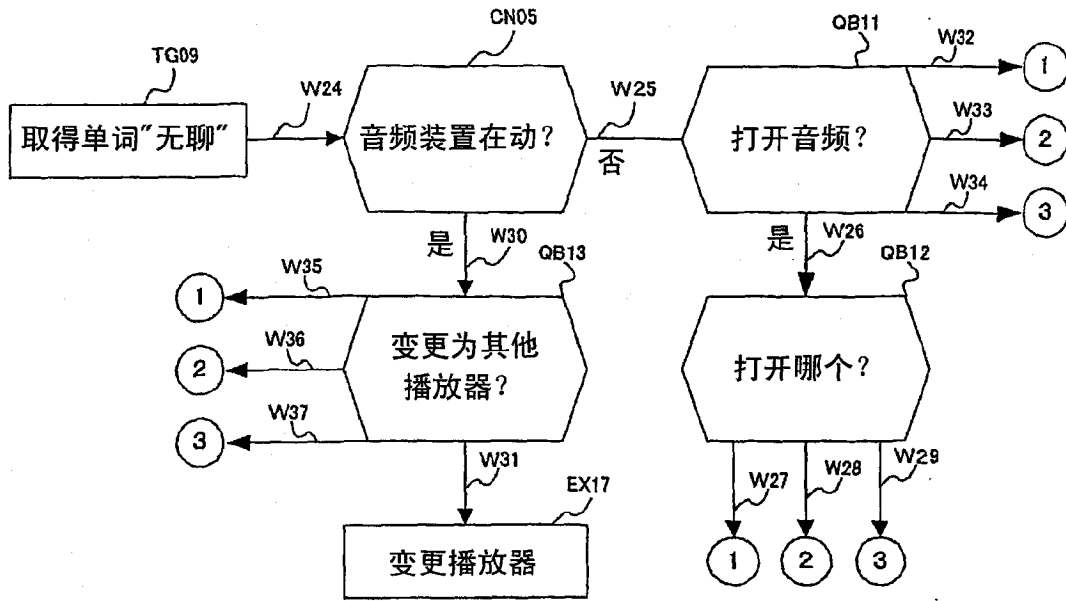 CN05
QB11
W32
1
TG09
W24
W25
W33
取得单词"无聊"
音频装置在动？
否
打开音频？
2
W34
3
是
W30
是
W26
QB13
QB12
W35
1
W36
变更为其他
播放器？
打开哪个？
2
W37
3
W31
W27
W28
W29
EX17
变更播放器
1
2
3